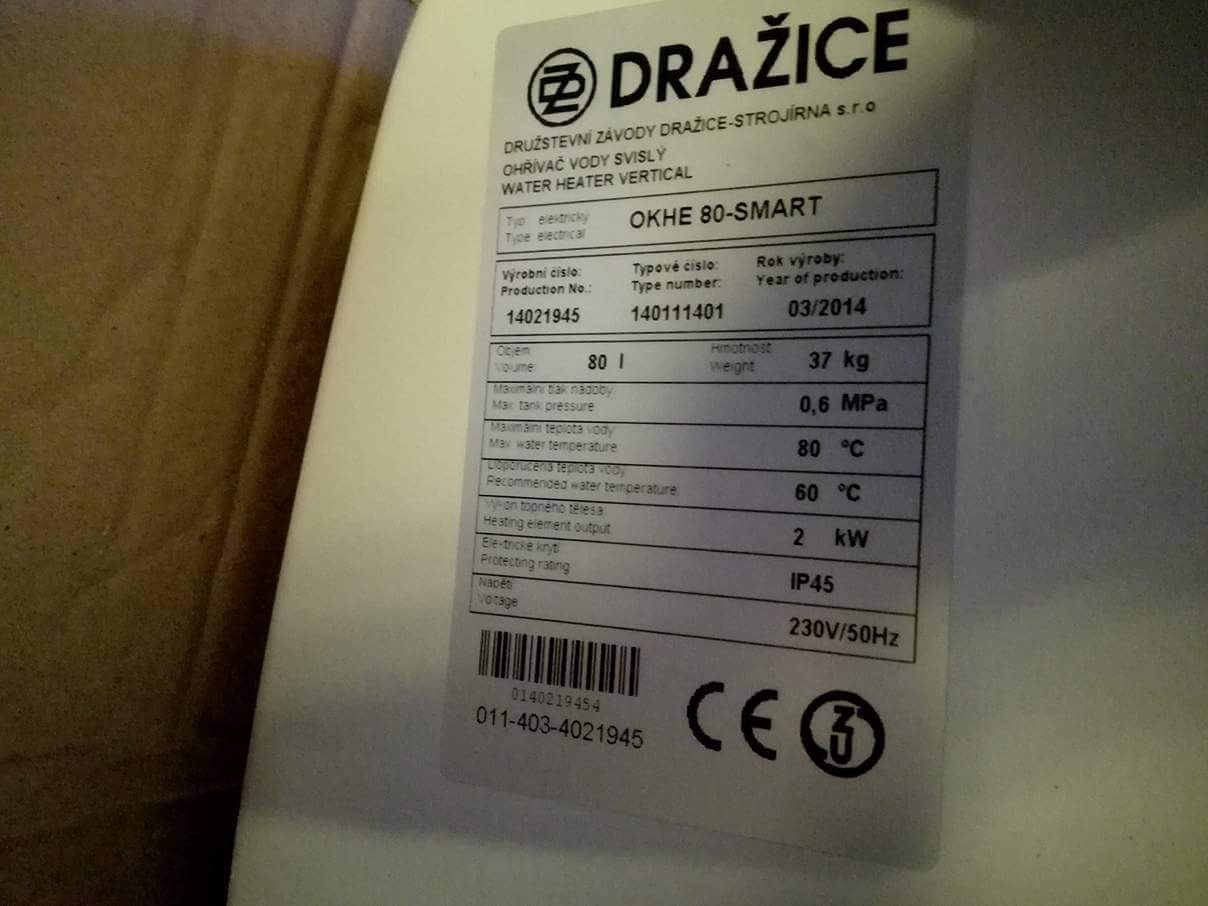 DRAŽICE
DRUŽSTEVNÍ ZÁVODY DRAŽICE-STROJÍRNA s.r.o
OHŘÍVAČ VODY SVISLÝ
WATER HEATER VERTICAL
Typ elektrický
Type electrical
OKHE 80-SMART
Výrobní číslo:
Production No.:
14021945
Typové číslo:
Type number:
140111401
Rok výroby:
Year of production:
03/2014
Objem
Volume
80 l
Hmotnost
Weight
37 kg
Maximální tlak nádoby
Max. tank pressure
0,6 MPa
Maximální teplota vody
Max. water temperature
80 °C
Doporučená teplota vody
Recommended water temperature
60 °C
Výkon topného tělesa
Heating element output
2 kW
Elektrické krytí
Protecting rating
IP45
Napětí
Voltage
230V/50Hz
0140219454
011-403-4021945
CE